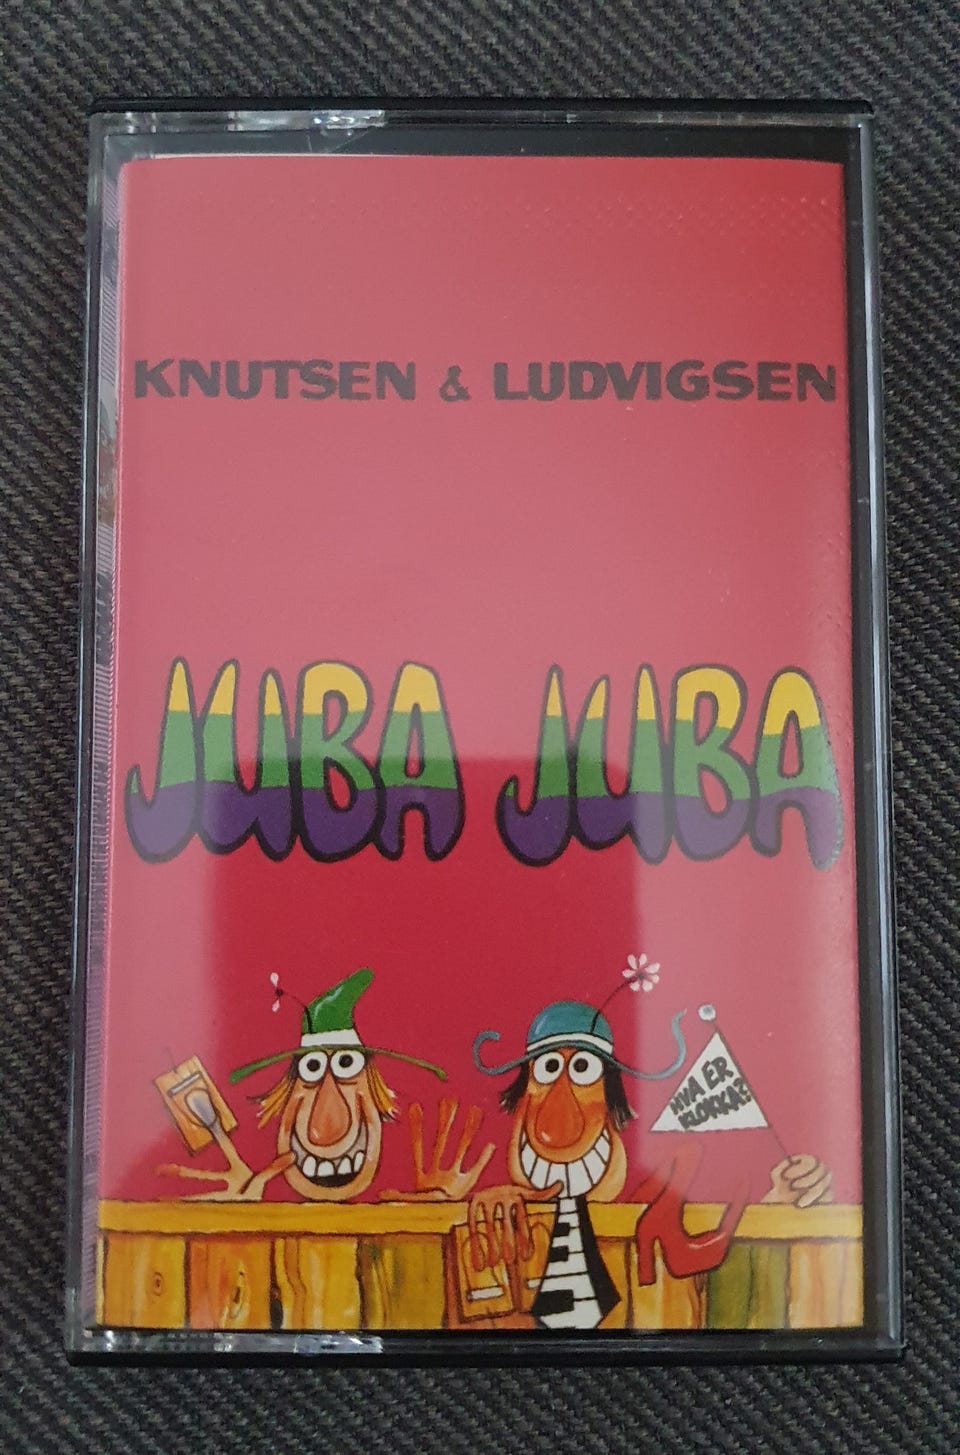 KNUTSEN & LUDVIGSEN
JUBA JUBA
HVA ER
KLOKKA?